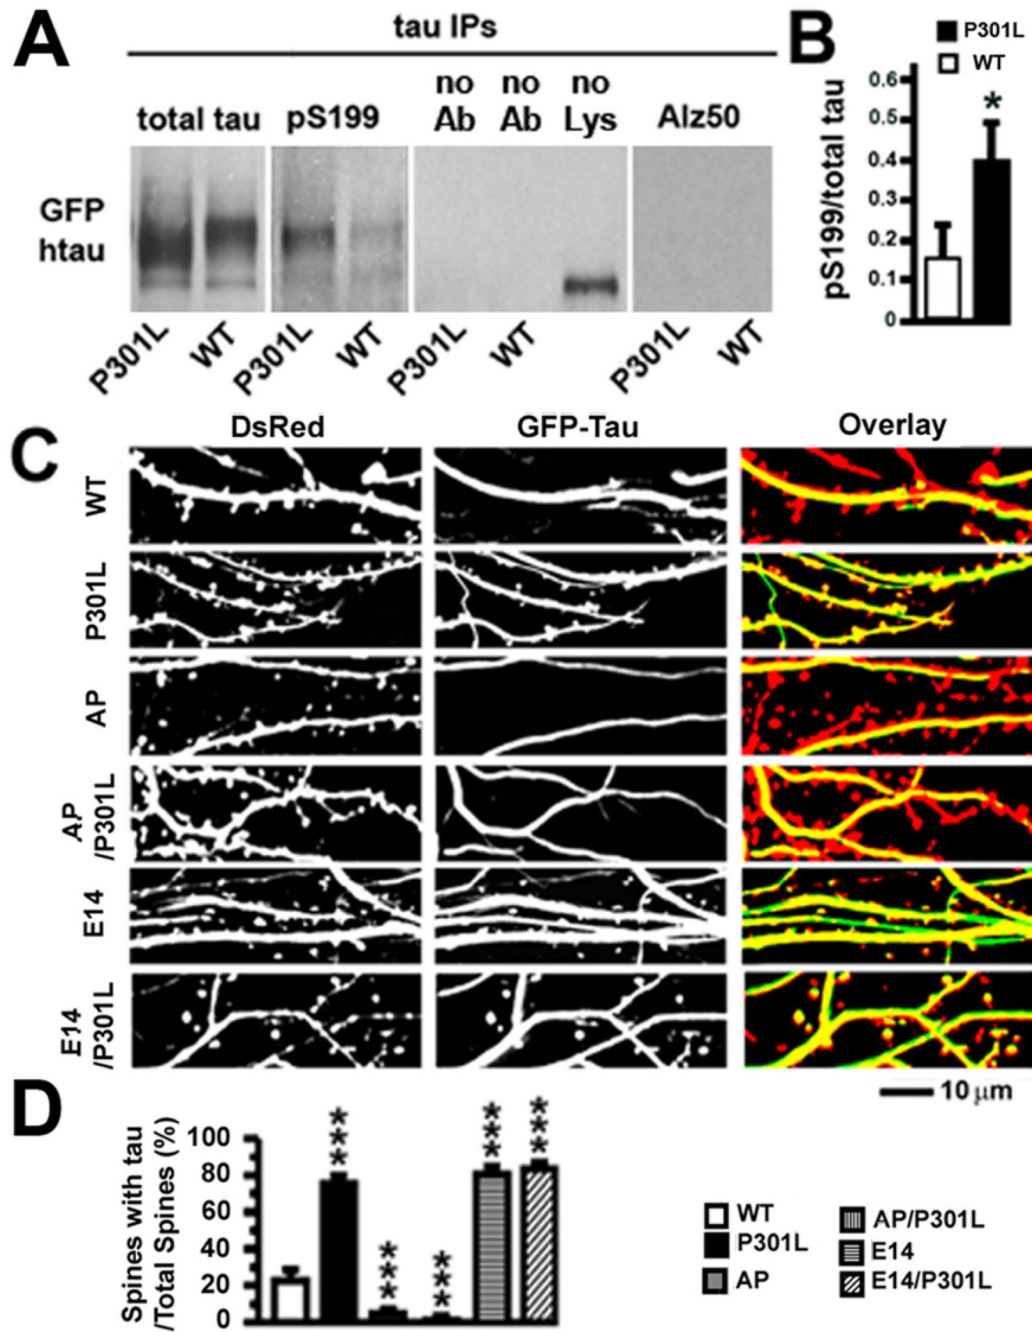 A
tau IPs
total tau
pS199
no
Ab
no
Ab
no
Lys
Alz50
GFP
htau
P301L
WT
P301L
WT
P301L
WT
P301L
WT
B
P301L
WT
pS199/total tau
0.6
0.5
0.4
0.3
0.2
0.1
0
*
C
DsRed
GFP-Tau
Overlay
WT
P301L
AP
AP
/P301L
E14
E14
/P301L
10 μm
D
Spines with tau
/Total Spines (%)
100
80
60
40
20
0
***
***
***
***
***
WT
P301L
AP
AP/P301L
E14
E14/P301L